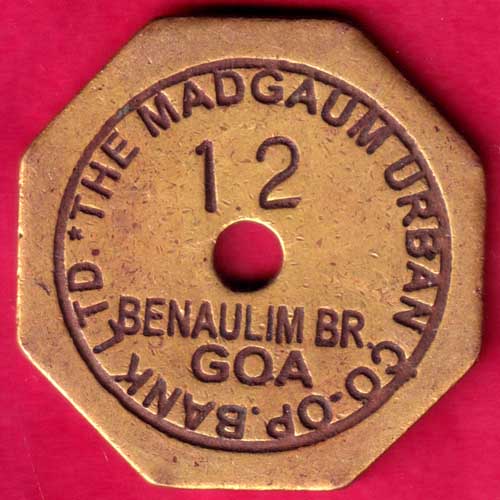 *THE MADGAUM URBAN CO-OP. BANK LTD.
12
BENAULIM BR.
GOA